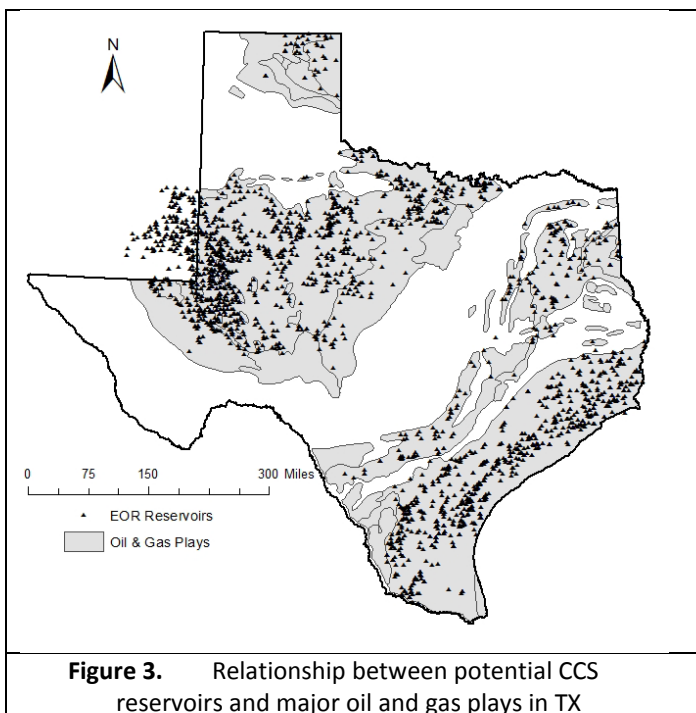 N
0 75 150 300 Miles
EOR Reservoirs
Oil & Gas Plays
Figure 3. Relationship between potential CCS
reservoirs and major oil and gas plays in TX